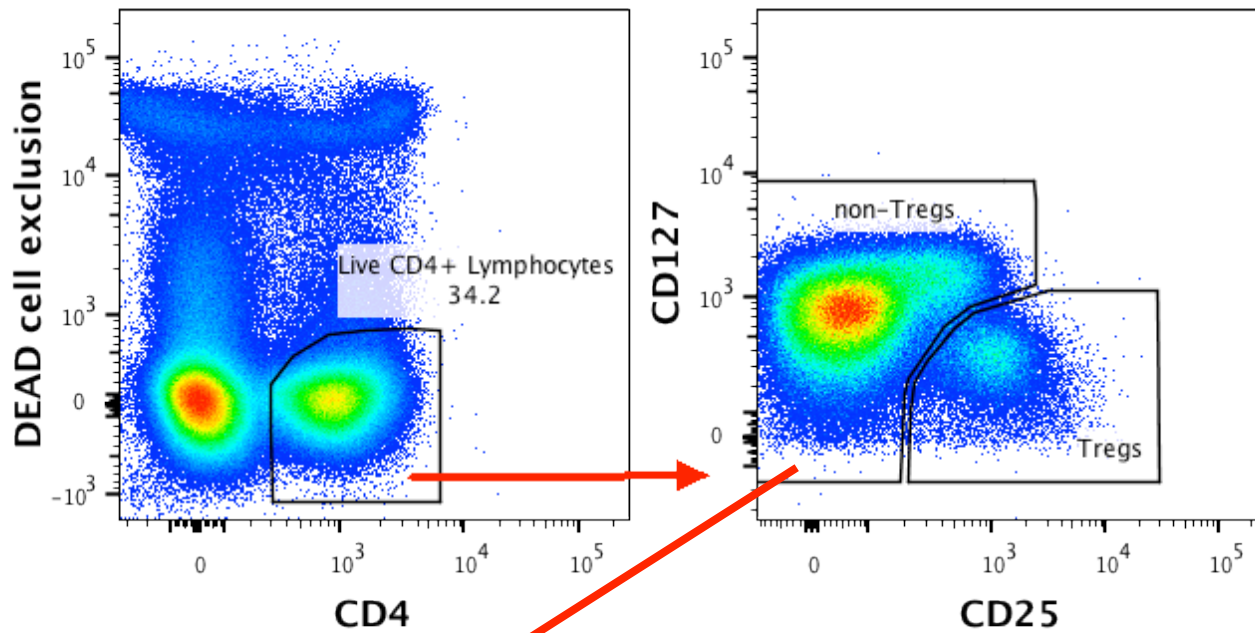 DEAD cell exclusion
10^5
10^4
10^3
0
-10^3
Live CD4+ Lymphocytes
34.2
0
10^3
10^4
10^5
CD4
CD127
10^5
10^4
10^3
0
non-Tregs
Tregs
0
10^3
10^4
10^5
CD25